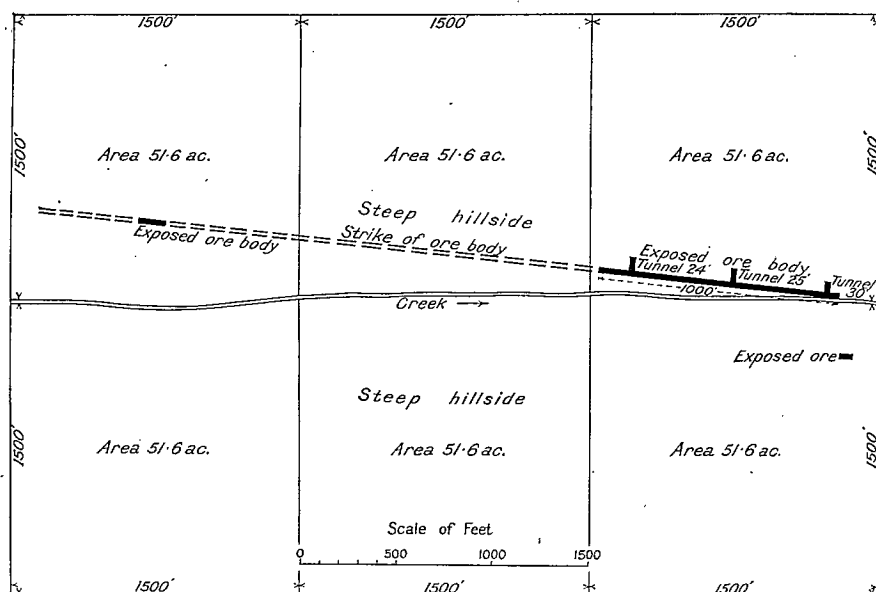 1500' 1500' 1500'
1500' 1500'
Area 51·6 ac. Area 51·6 ac. Area 51·6 ac.
Steep hillside
Exposed ore body
Strike of ore body
Exposed ore body.
Tunnel 24' Tunnel 25' Tunnel 30'
1000'
Creek
Exposed ore
Steep hillside
1500' 1500'
Area 51·6 ac. Area 51·6 ac. Area 51·6 ac.
Scale of Feet
0 500 1000 1500
1500' 1500' 1500'